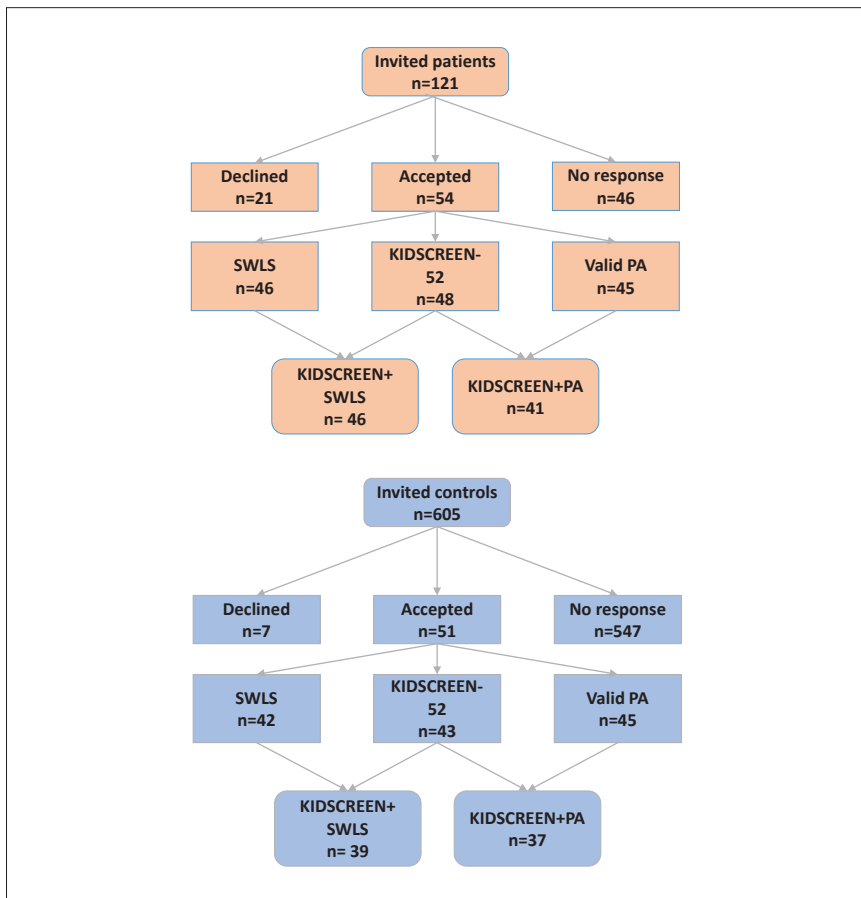 Invited patients
n=121
Declined
n=21
Accepted
n=54
No response
n=46
SWLS
n=46
KIDSCREEN-
52
n=48
Valid PA
n=45
KIDSCREEN+
SWLS
n= 46
KIDSCREEN+PA
n=41
Invited controls
n=605
Declined
n=7
Accepted
n=51
No response
n=547
SWLS
n=42
KIDSCREEN-
52
n=43
Valid PA
n=45
KIDSCREEN+
SWLS
n= 39
KIDSCREEN+PA
n=37